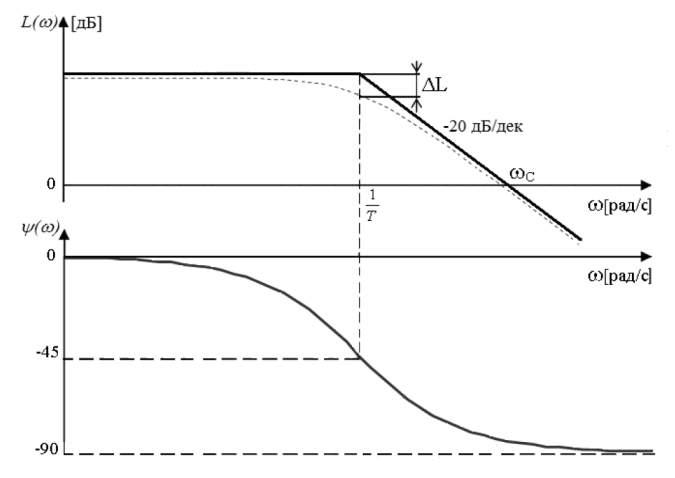 L(ω) [дБ]
ΔL
-20 дБ/дек
ω_C
0
1/T
ω[рад/с]
ψ(ω)
0
ω[рад/с]
-45
-90